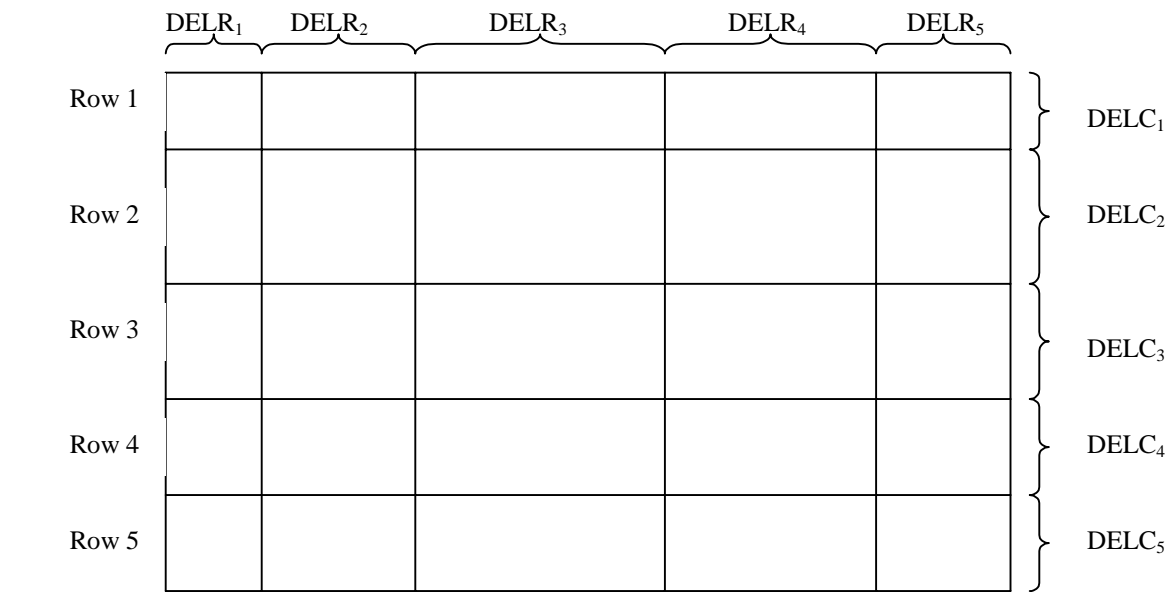 DELR₁ DELR₂ DELR₃ DELR₄ DELR₅
Row 1 DELC₁
Row 2 DELC₂
Row 3 DELC₃
Row 4 DELC₄
Row 5 DELC₅